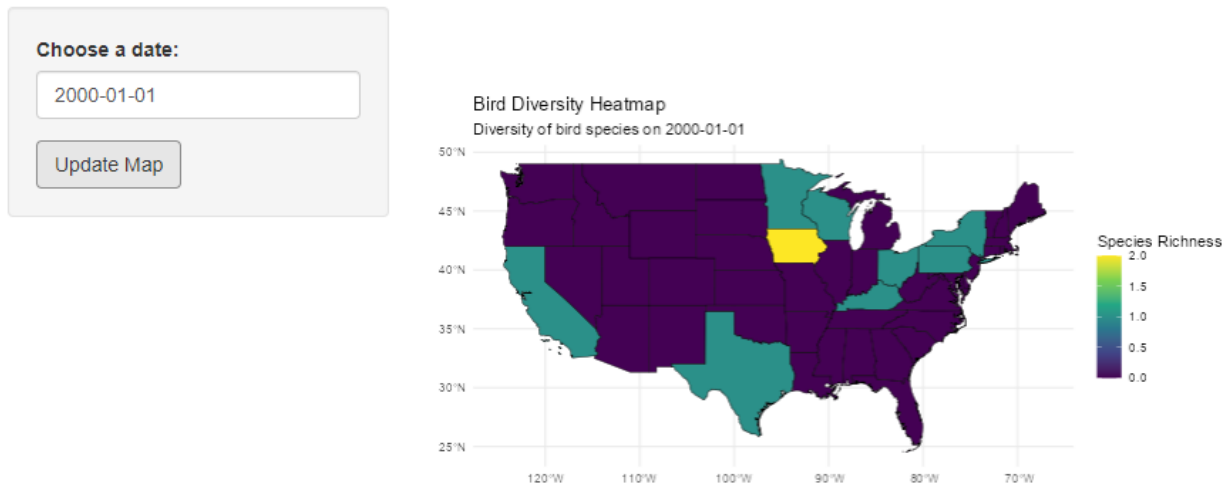 Choose a date:
2000-01-01
Update Map
Bird Diversity Heatmap
Diversity of bird species on 2000-01-01
50°N
45°N
40°N
35°N
30°N
25°N
120°W
110°W
100°W
90°W
80°W
70°W
Species Richness
2.0
1.5
1.0
0.5
0.0